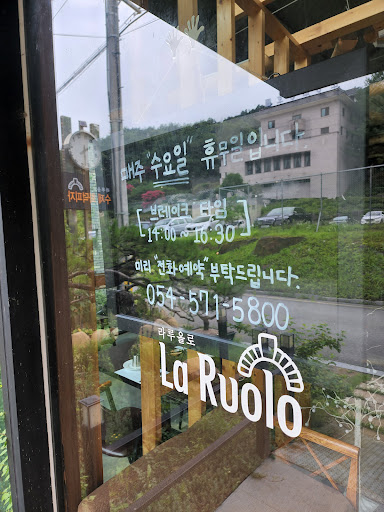 매주 "수요일" 휴무일입니다.
[브레이크 타임
14:00 ~ 16:30]
미리 "전화예약" 부탁드립니다.
054-571-5800
라루올로
La Ruolo